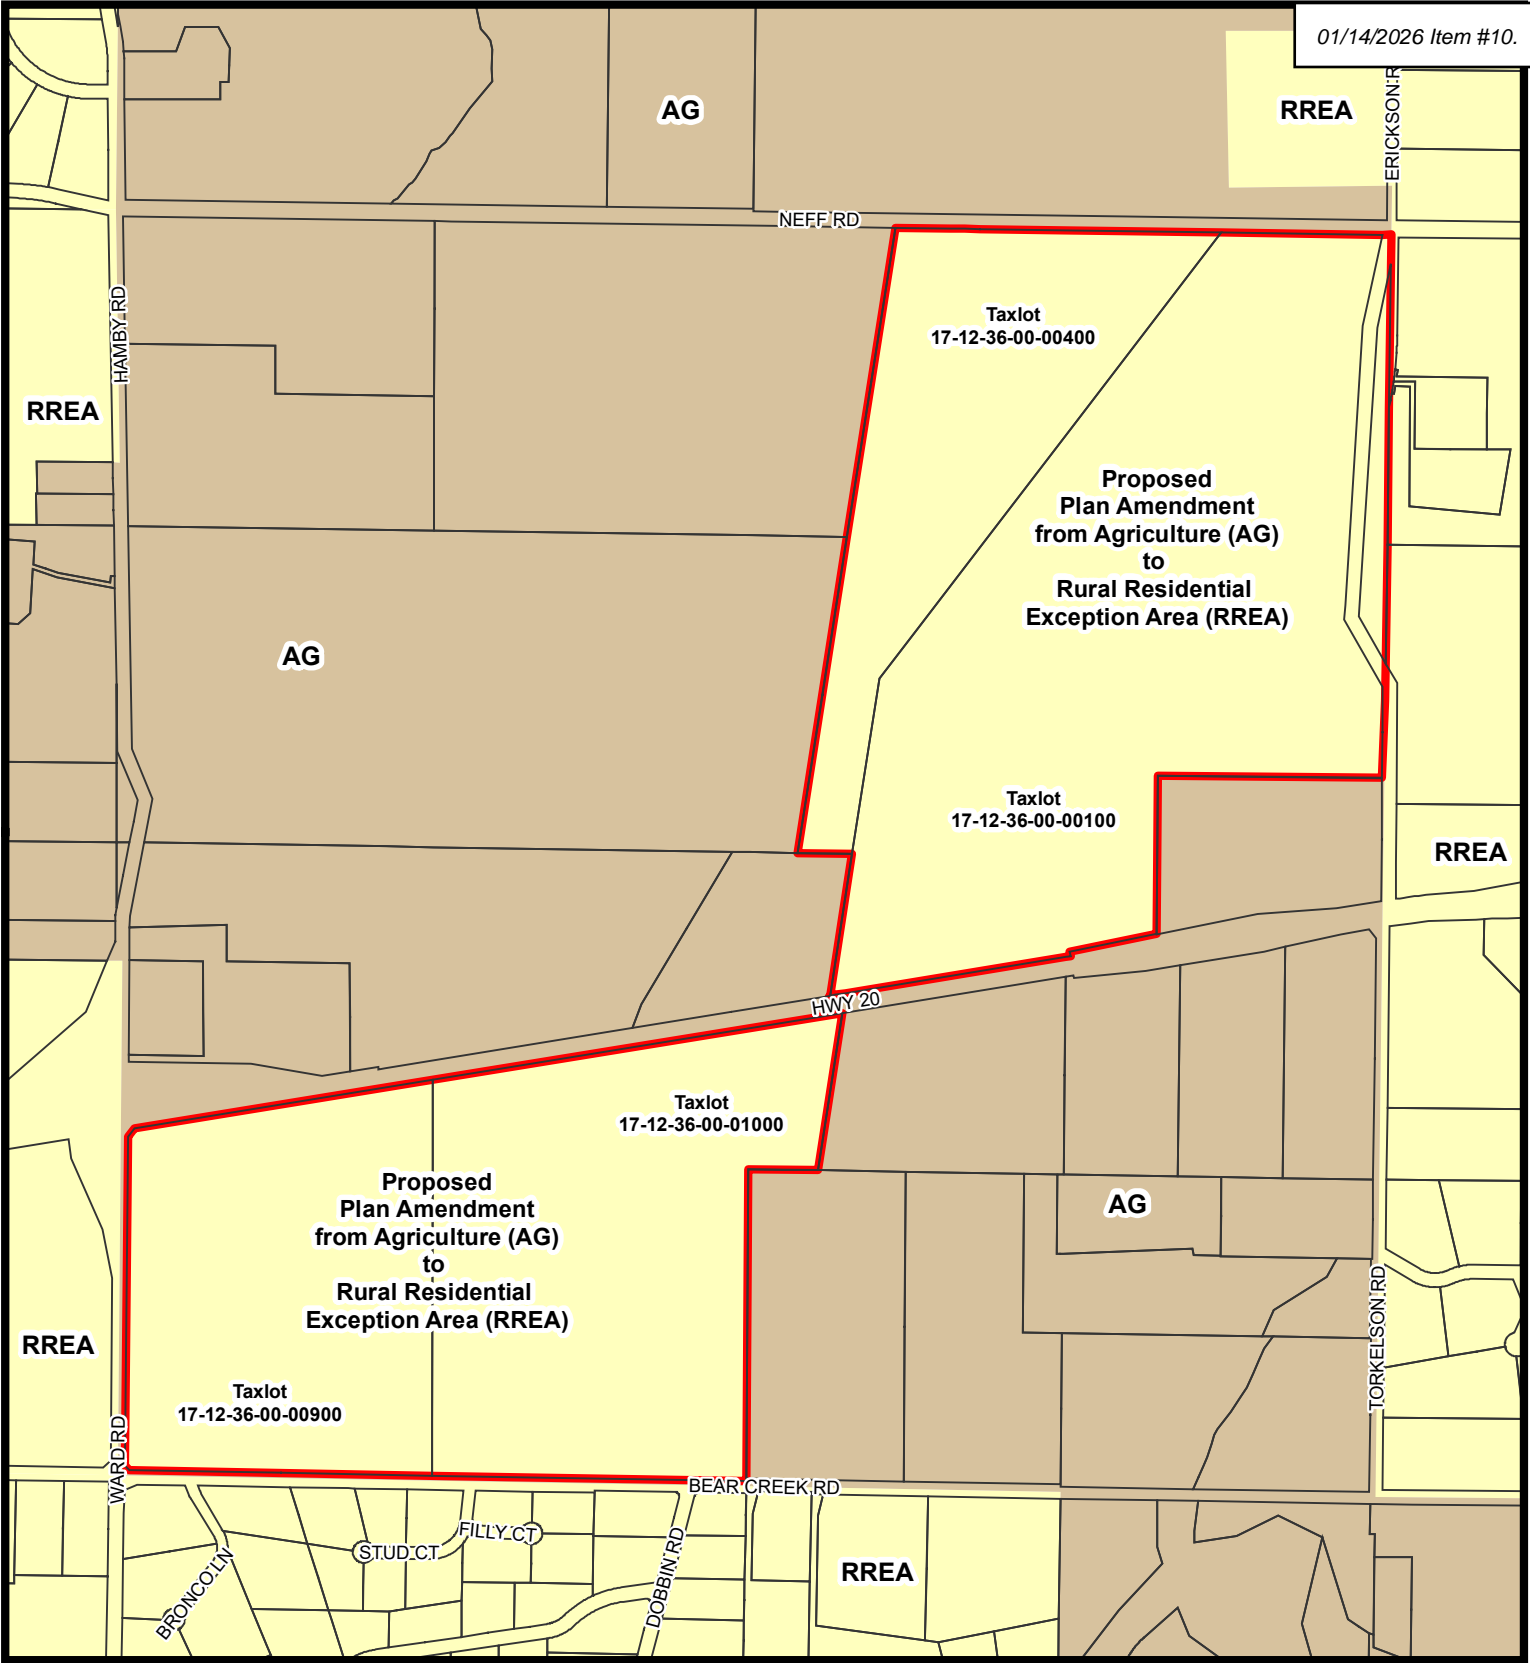 01/14/2026 Item #10.
AG
RREA
ERICKSON R
NEFF RD
HAMBY RD
Taxlot
17-12-36-00-00400
RREA
Proposed
Plan Amendment
from Agriculture (AG)
to
Rural Residential
Exception Area (RREA)
AG
Taxlot
17-12-36-00-00100
RREA
HWY 20
Taxlot
17-12-36-00-01000
Proposed
Plan Amendment
from Agriculture (AG)
to
Rural Residential
Exception Area (RREA)
AG
RREA
TORKELSON RD
Taxlot
17-12-36-00-00900
WARD RD
BEAR CREEK RD
FILLY CT
STUD CT
BRONCO LN
DOBBIN RD
RREA